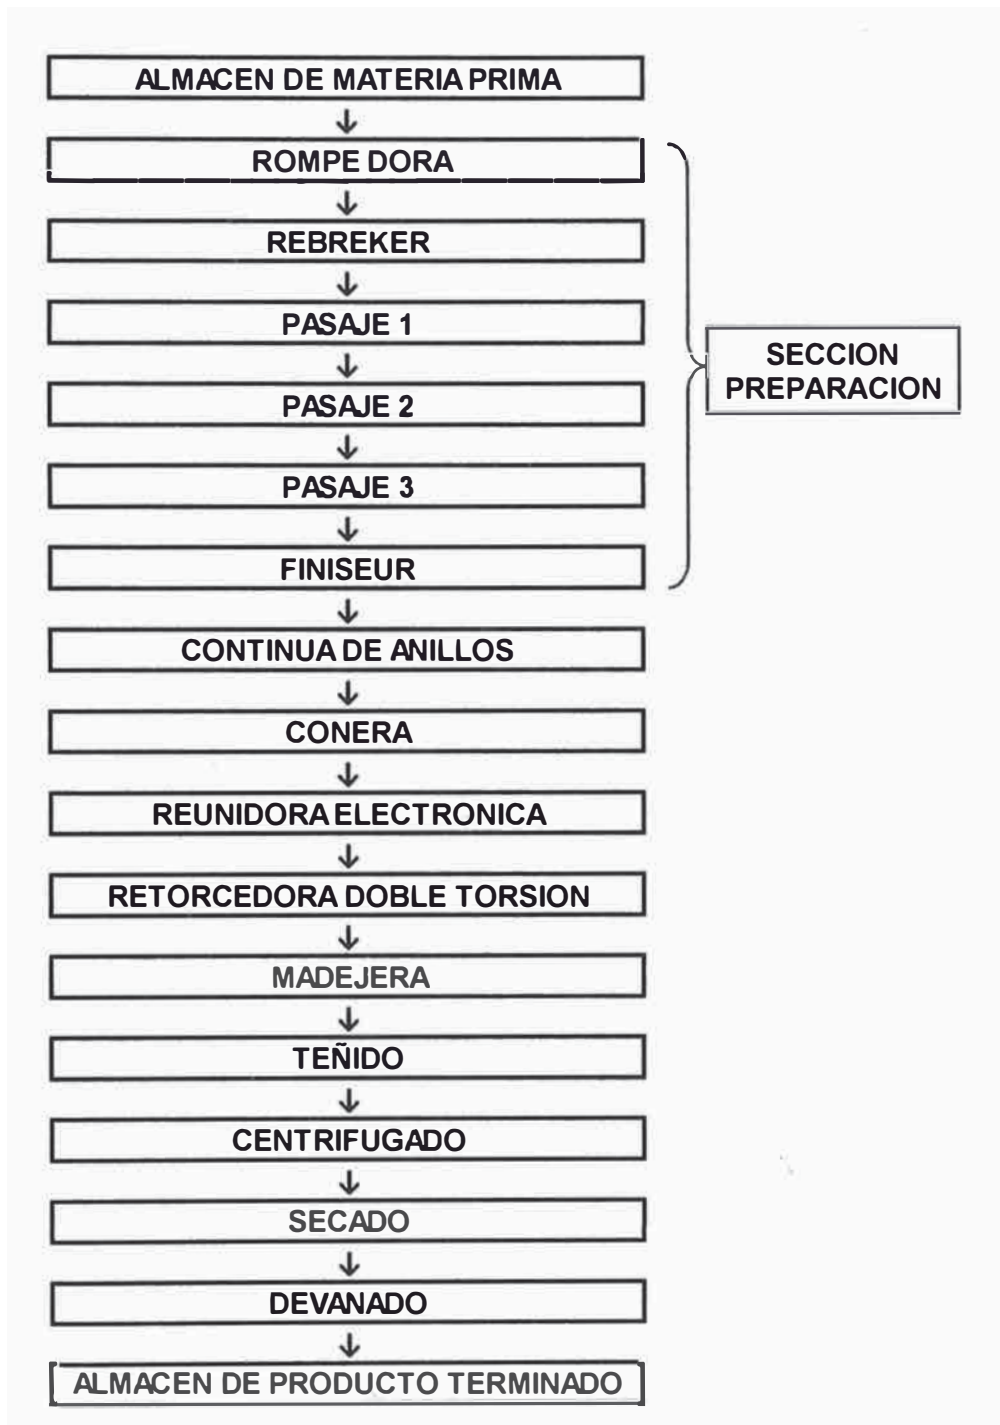 ALMACEN DE MATERIA PRIMA
ROMPE DORA
REBREKER
PASAJE 1
PASAJE 2
PASAJE 3
FINISEUR
SECCION
PREPARACION
CONTINUA DE ANILLOS
CONERA
REUNIDORA ELECTRONICA
RETORCEDORA DOBLE TORSION
MADEJERA
TEÑIDO
CENTRIFUGADO
SECADO
DEVANADO
ALMACEN DE PRODUCTO TERMINADO